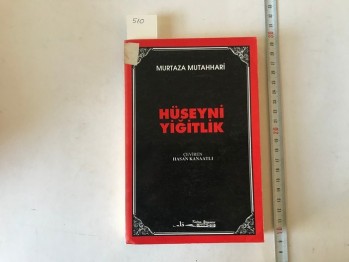 510
MURTAZA MUTAHHARİ
HÜSEYNİ
YİĞİTLİK
ÇEVİREN
HASAN KANAATLI